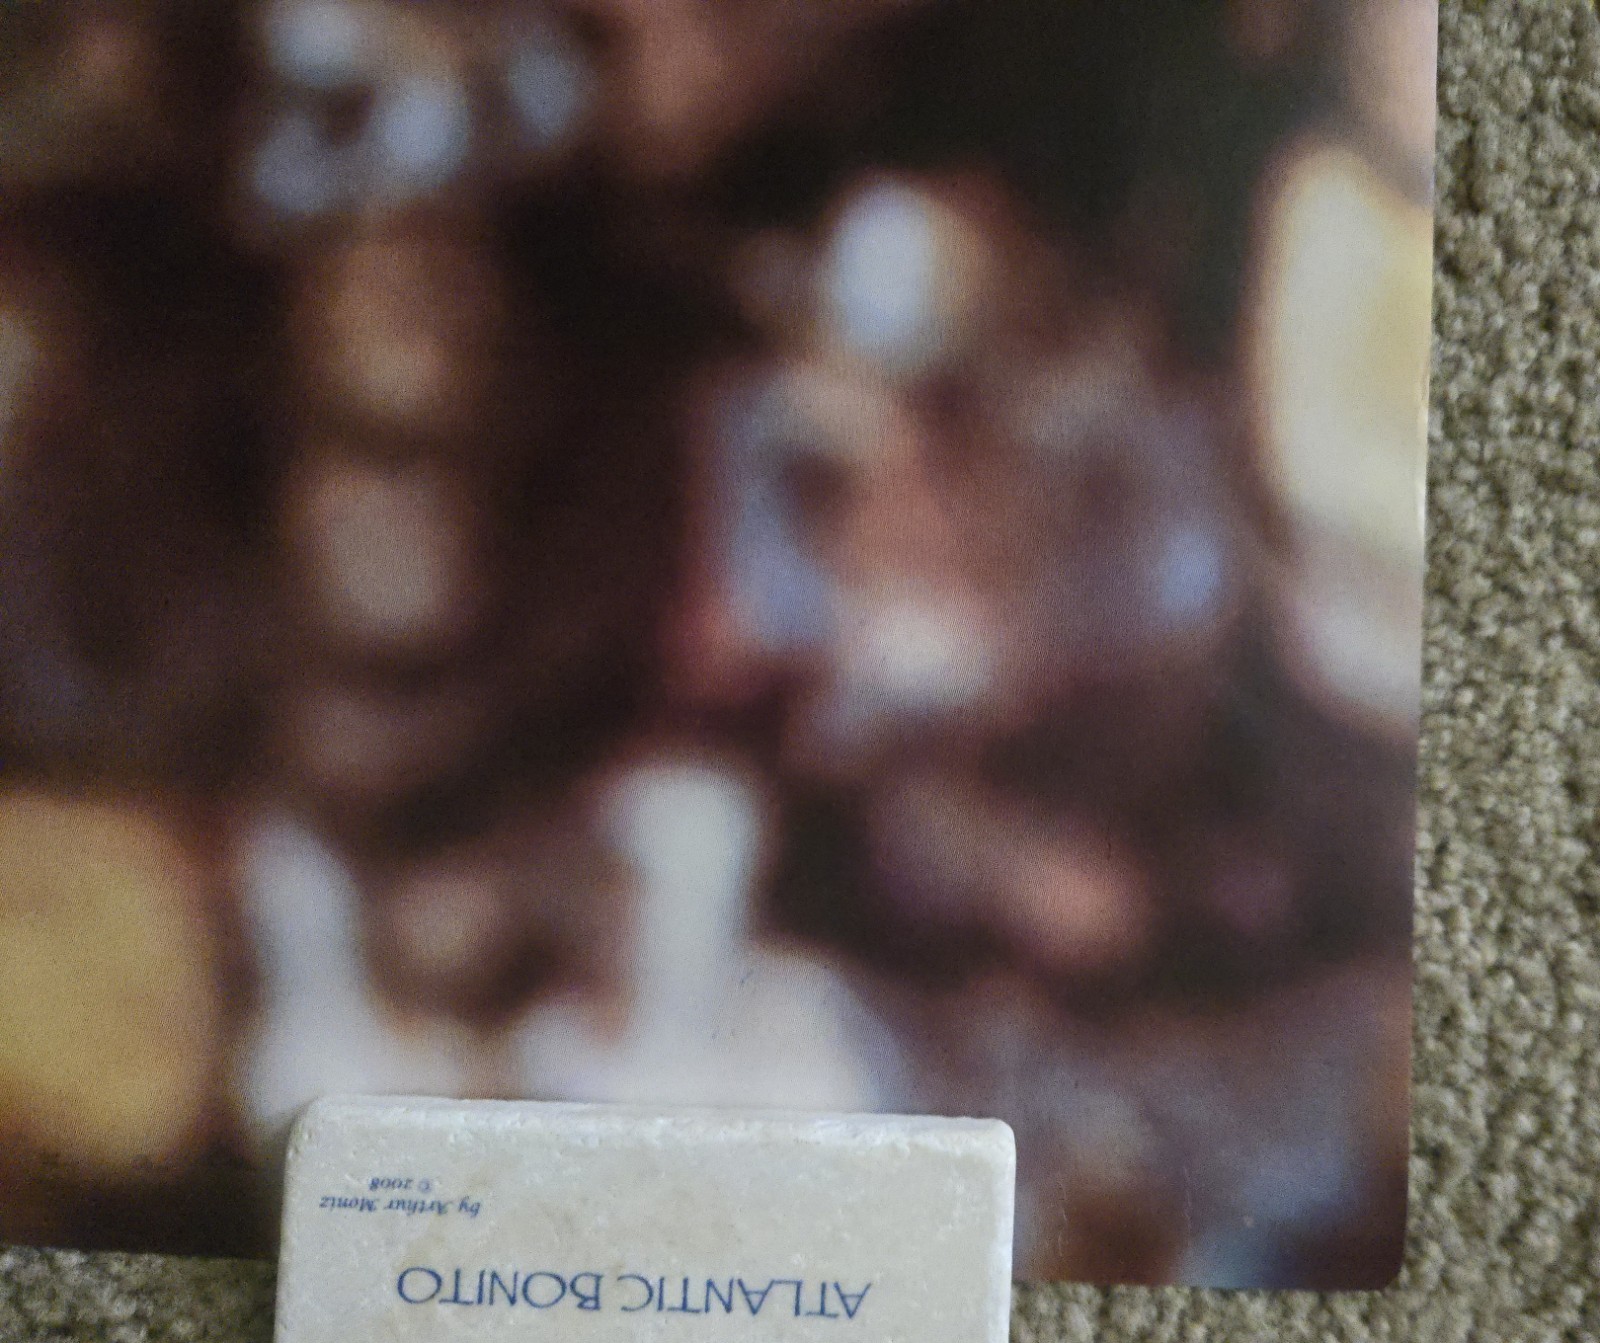 ATLANTIC BONITO
by Arthur Moniz
© 2008